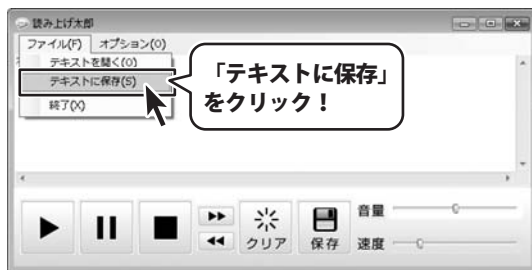 読み上げ太郎
ファイル(F) オプション(O)
テキストを開く(O)
テキストに保存(S)
終了(X)
「テキストに保存」
をクリック！
クリア
保存
音量
速度